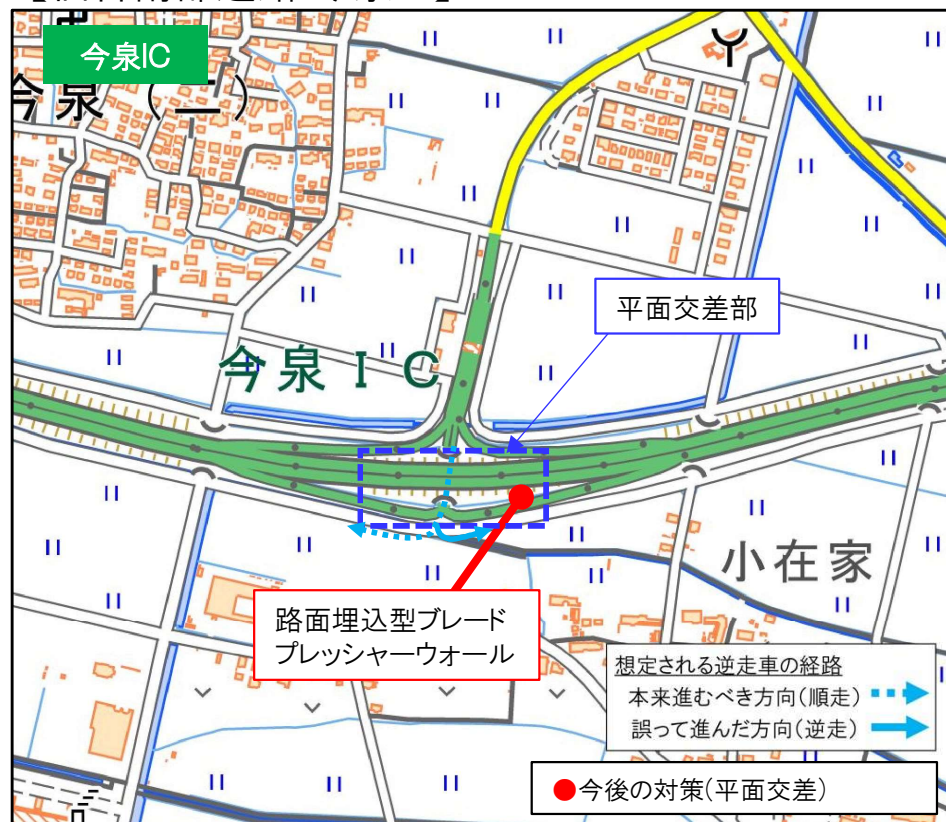 今泉IC
今泉(二)
平面交差部
今泉IC
小在家
路面埋込型ブレード
プレッシャーウォール
想定される逆走車の経路
本来進むべき方向(順走)
誤って進んだ方向(逆走)
●今後の対策(平面交差)